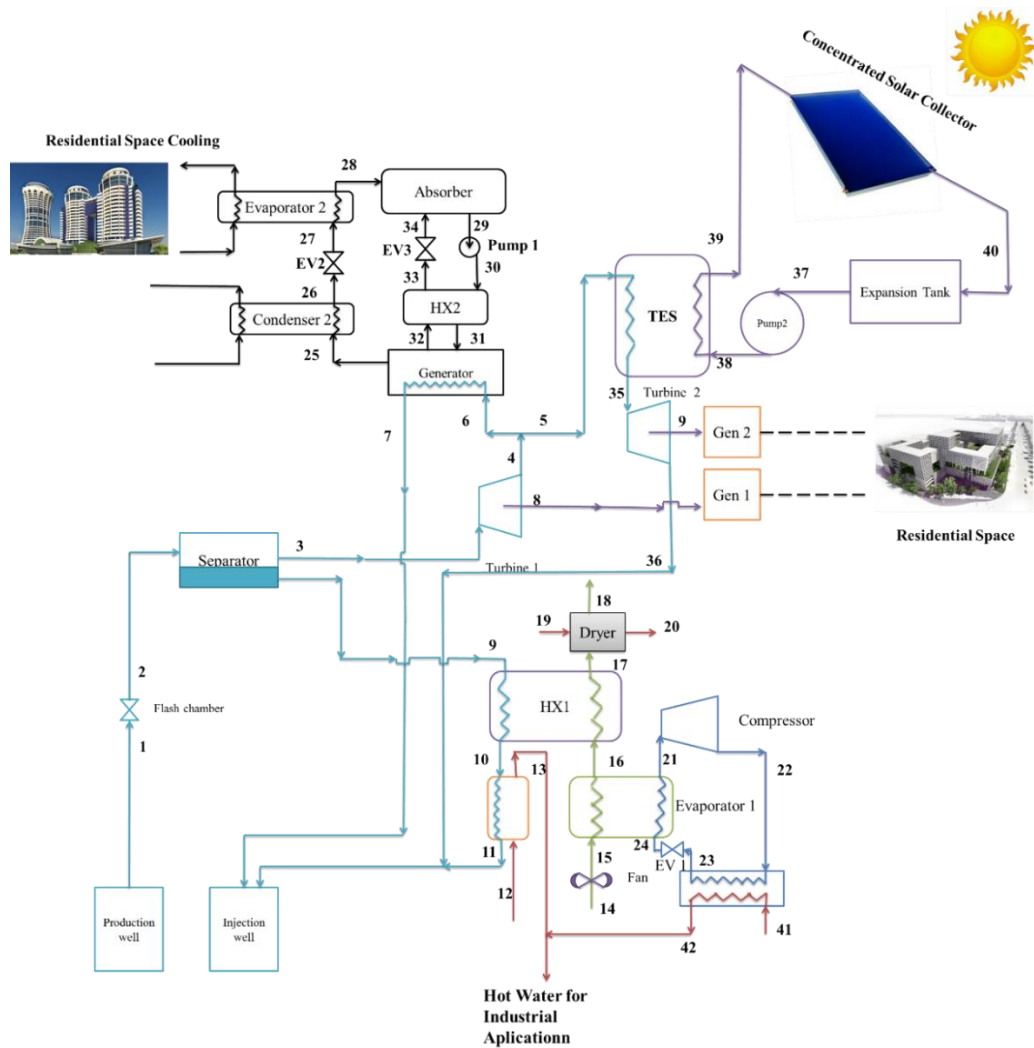 Concentrated Solar Collector
Residential Space Cooling
28
Absorber
Evaporator 2
34
29
EV3
Pump 1
27
EV2
33
30
39
40
37
26
HX2
TES
Expansion Tank
Pump2
Condenser 2
32
31
25
38
Generator
35
Turbine 2
7
6
5
9
Gen 2
4
8
Gen 1
Residential Space
3
Separator
Turbine 1
36
18
19
Dryer
20
2
9
17
Flash chamber
HX1
Compressor
1
10
13
16
21
22
Evaporator 1
11
24
23
EV 1
15
Fan
12
14
Production
well
Injection
well
42
41
Hot Water for
Industrial
Aplicationn